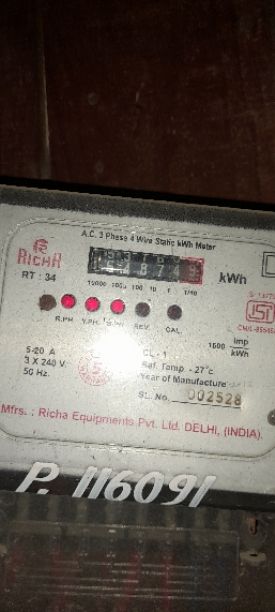 A.C. 3 Phase 4 Wire Static kWh Meter
RICHA
RT : 34
kWh
10000 1000 100 10 1 1/10
R.PH Y.PH. B.PH REV. CAL.
ISI
1600 imp/kWh
5-20 A
3 X 240 V
50 Hz.
CL - 1
Ref. Temp. - 27°c
Year of Manufacture
SL. No. 002528
Mfrs. : Richa Equipments Pvt. Ltd. DELHI, (INDIA).
P. 116091